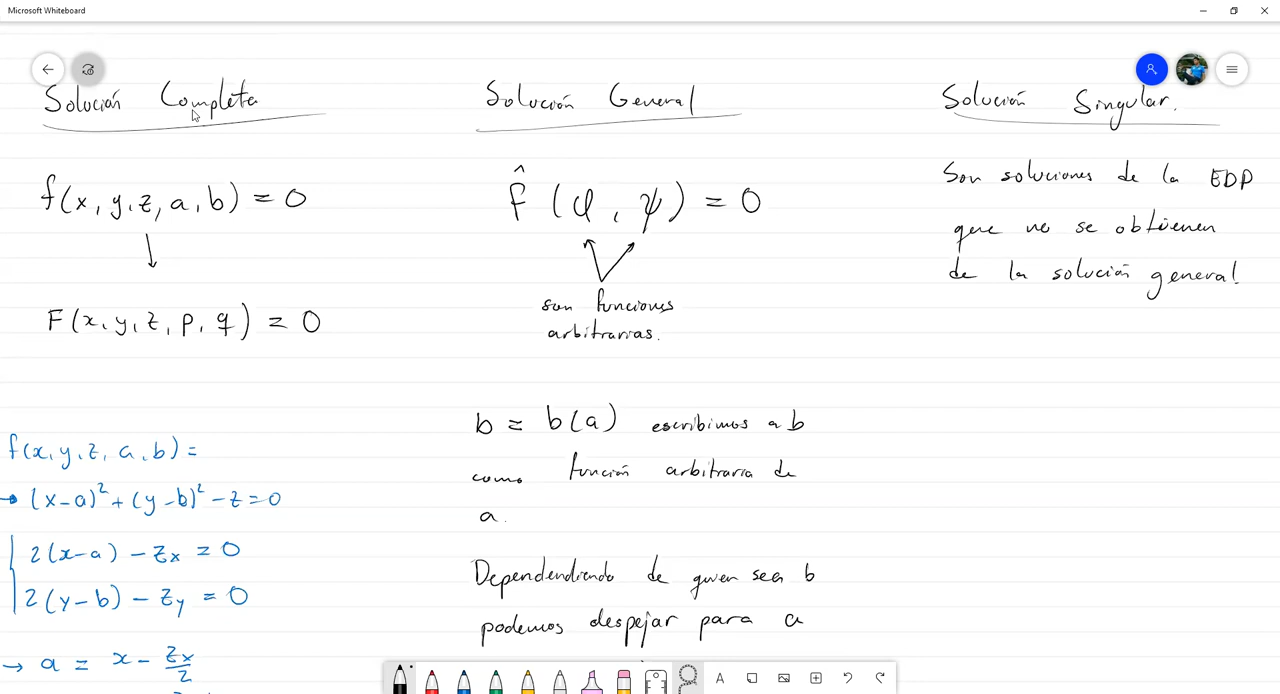 Microsoft Whiteboard
Solución Completa
f(x, y, z, a, b) = 0
F(x, y, z, p, q) = 0
f(x, y, z, a, b) =
→ (x-a)² + (y-b)² - z = 0
2(x-a) - zx = 0
2(y-b) - zy = 0
→ a = x - zx/2
Solución General
f̂ (φ, ψ) = 0
son funciones
arbitrarias.
b = b(a) escribimos a b
como función arbitraria de
a.
Dependendiendo de quien sea b
podemos despejar para a
Solución Singular.
Son soluciones de la EDP
que no se obtienen
de la solución general.